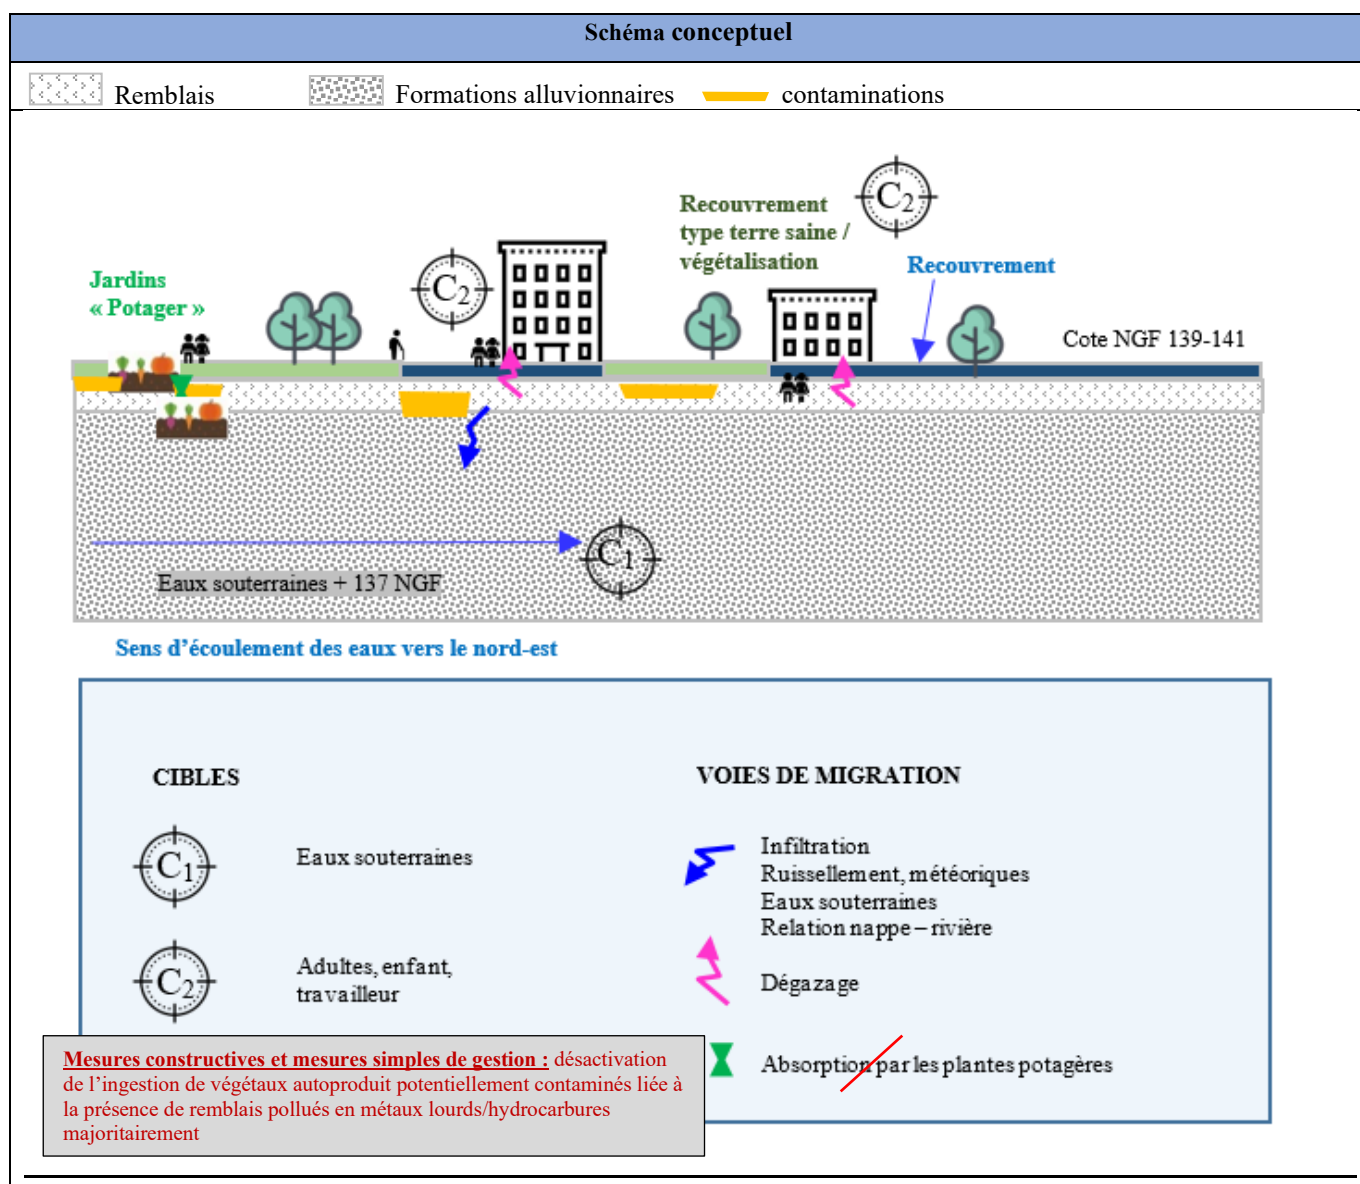 Schéma conceptuel
Remblais
Formations alluvionnaires
contaminations
C2
Recouvrement
type terre saine /
végétalisation
Recouvrement
Jardins
« Potager »
C2
Cote NGF 139-141
C1
Eaux souterraines + 137 NGF
Sens d'écoulement des eaux vers le nord-est
CIBLES
C1
Eaux souterraines
C2
Adultes, enfant,
travailleur
VOIES DE MIGRATION
Infiltration
Ruissellement, météoriques
Eaux souterraines
Relation nappe – rivière
Dégazage
Absorption par les plantes potagères
Mesures constructives et mesures simples de gestion : désactivation
de l'ingestion de végétaux autoproduit potentiellement contaminés liée à
la présence de remblais pollués en métaux lourds/hydrocarbures
majoritairement